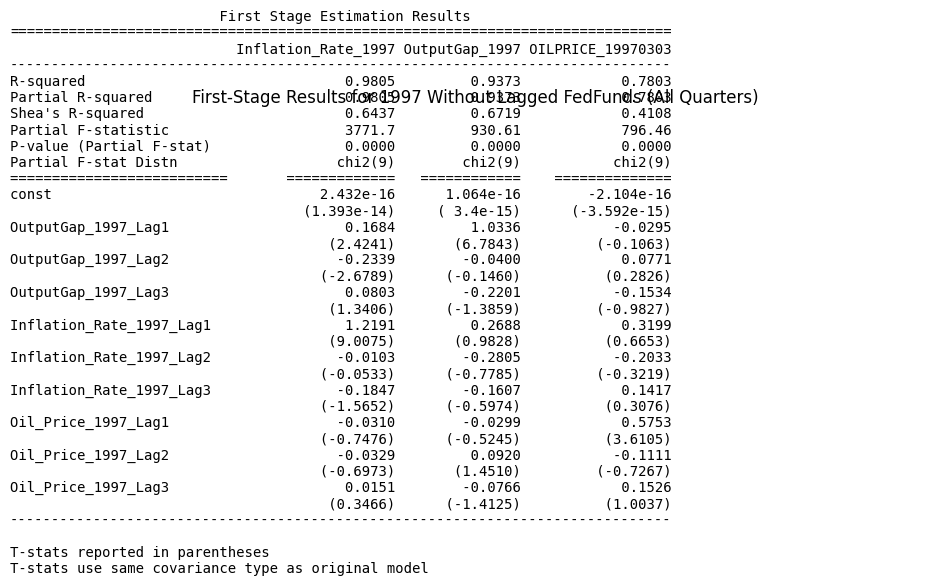 First Stage Estimation Results
================================================================================
Inflation_Rate_1997 OutputGap_1997 OILPRICE_19970303
--------------------------------------------------------------------------------
R-squared 0.9805 0.9373 0.7803
Partial R-squared 0.9805 0.9373 0.7803
First-Stage Results for 1997 Without Lagged FedFunds (All Quarters)
Shea's R-squared 0.6437 0.6719 0.4108
Partial F-statistic 3771.7 930.61 796.46
P-value (Partial F-stat) 0.0000 0.0000 0.0000
Partial F-stat Distn chi2(9) chi2(9) chi2(9)
========================== ============= ============ ==============
const 2.432e-16 1.064e-16 -2.104e-16
(1.393e-14) ( 3.4e-15) (-3.592e-15)
OutputGap_1997_Lag1 0.1684 1.0336 -0.0295
(2.4241) (6.7843) (-0.1063)
OutputGap_1997_Lag2 -0.2339 -0.0400 0.0771
(-2.6789) (-0.1460) (0.2826)
OutputGap_1997_Lag3 0.0803 -0.2201 -0.1534
(1.3406) (-1.3859) (-0.9827)
Inflation_Rate_1997_Lag1 1.2191 0.2688 0.3199
(9.0075) (0.9828) (0.6653)
Inflation_Rate_1997_Lag2 -0.0103 -0.2805 -0.2033
(-0.0533) (-0.7785) (-0.3219)
Inflation_Rate_1997_Lag3 -0.1847 -0.1607 0.1417
(-1.5652) (-0.5974) (0.3076)
Oil_Price_1997_Lag1 -0.0310 -0.0299 0.5753
(-0.7476) (-0.5245) (3.6105)
Oil_Price_1997_Lag2 -0.0329 0.0920 -0.1111
(-0.6973) (1.4510) (-0.7267)
Oil_Price_1997_Lag3 0.0151 -0.0766 0.1526
(0.3466) (-1.4125) (1.0037)
--------------------------------------------------------------------------------
T-stats reported in parentheses
T-stats use same covariance type as original model